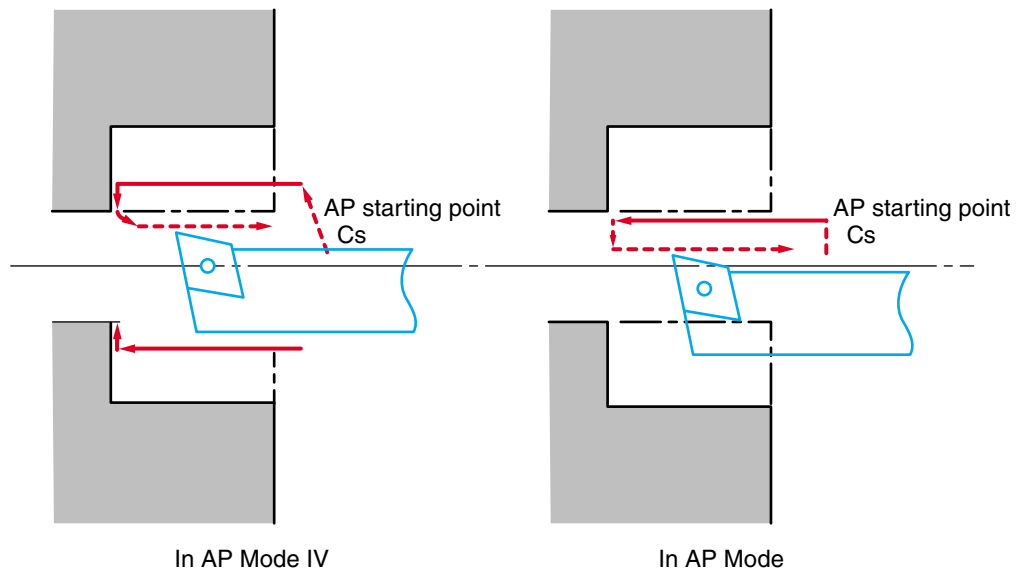 AP starting point
Cs
AP starting point
Cs
In AP Mode IV
In AP Mode